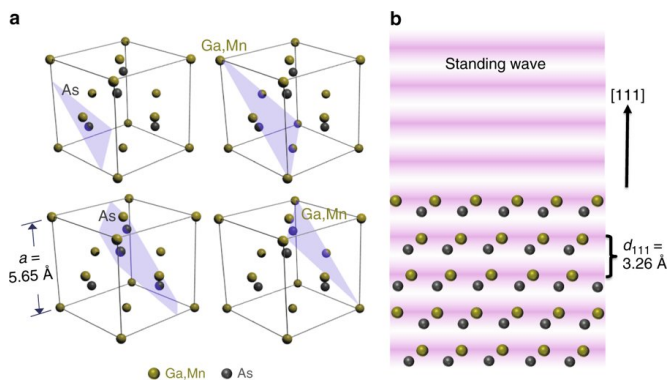 a
Ga,Mn
As
As
Ga,Mn
a =
5.65 Å
Ga,Mn As
b
Standing wave
[111]
d111 =
3.26 Å